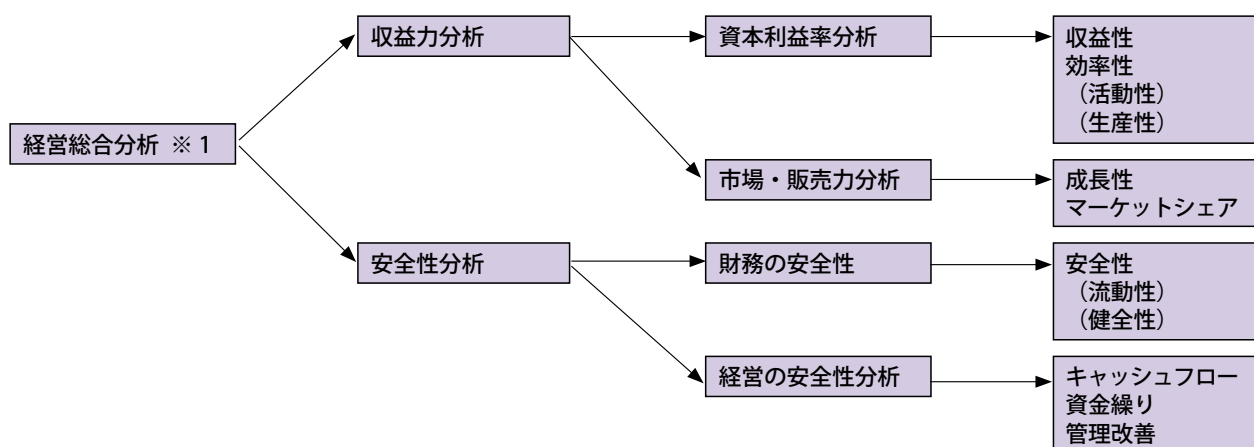 経営総合分析 ※1
収益力分析
資本利益率分析
収益性
効率性
（活動性）
（生産性）
市場・販売力分析
成長性
マーケットシェア
安全性分析
財務の安全性
安全性
（流動性）
（健全性）
経営の安全性分析
キャッシュフロー
資金繰り
管理改善